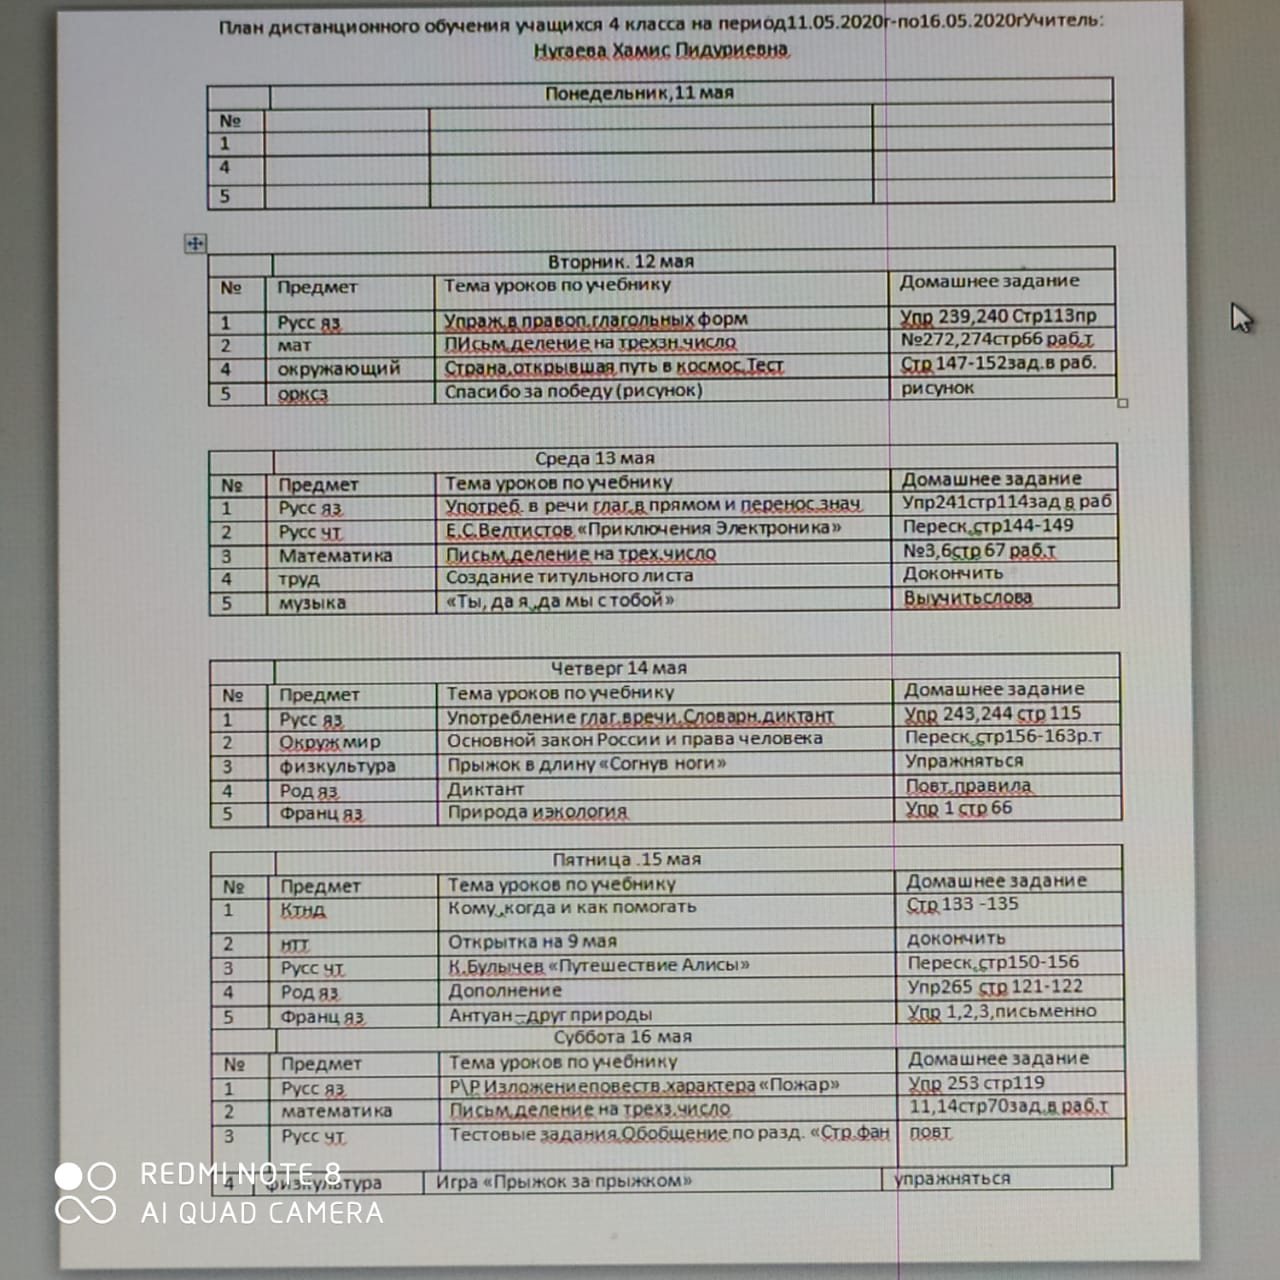 План дистанционого обучения учащихся 4 класса на период11.05.2020г-по16.05.2020гУчитель:
Нугаева Хамис Пидуриевна
Понедельник,11 мая
№
1
4
5
Вторник. 12 мая
№ Предмет Тема уроков по учебнику Домашнее задание
1 Русс яз Упраж.в правоп.глагольных форм Упр 239,240 Стр113пр
2 мат ПИсьм.деление на трехзн.число №272,274стр66 раб.т
4 окружающий Страна,открывшая путь в космос.Тест Стр 147-152зад.в раб.
5 орксэ Спасибо за победу (рисунок) рисунок
Среда 13 мая
№ Предмет Тема уроков по учебнику Домашнее задание
1 Русс яз Употреб. в речи глаг.в прямом и перенос.знач Упр241стр114зад.в раб
2 Русс чт Е.С.Велтистов «Приключения Электроника» Переск.стр144-149
3 Математика Письм.деление на трех.число №3,6стр 67 раб.т
4 труд Создание титульного листа Докончить
5 музыка «Ты, да я ,да мы с тобой» Выучитьслова
Четверг 14 мая
№ Предмет Тема уроков по учебнику Домашнее задание
1 Русс яз Употребление глаг.вречи.Словарн.диктант Упр 243,244 стр 115
2 Окруж мир Основной закон России и права человека Переск.стр156-163р.т
3 физкультура Прыжок в длину «Согнув ноги» Упражняться
4 Род яз Диктант Повт.правила
5 Франц яз Природа иэкология Упр 1 стр 66
Пятница .15 мая
№ Предмет Тема уроков по учебнику Домашнее задание
1 Ктнд Кому ,когда и как помогать Стр 133 -135
2 нтт Открытка на 9 мая докончить
3 Русс чт К.Булычев «Путешествие Алисы» Переск.стр150-156
4 Род яз Дополнение Упр265 стр 121-122
5 Франц яз Антуан –друг природы Упр 1,2,3,письменно
Суббота 16 мая
№ Предмет Тема уроков по учебнику Домашнее задание
1 Русс яз Р\Р Изложениеповеств.характера «Пожар» Упр 253 стр119
2 математика Письм.деление на трехз.число 11,14стр70зад.в раб.т
3 Русс чт Тестовые задания.Обобщение по разд. «Стр.фан повт
4 физкультура Игра «Прыжок за прыжком» упражняться
REDMI NOTE 8
AI QUAD CAMERA